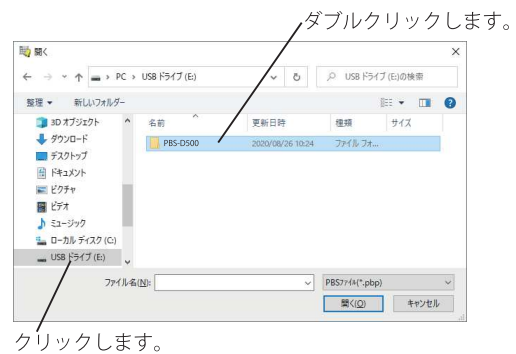 ダブルクリックします。
開く
PC › USB ドライブ (E:)
USB ドライブ (E:)の検索
整理 新しいフォルダー
名前 更新日時 種類 サイズ
3D オブジェクト
PBS-D500 2020/08/26 10:24 ファイル フォ...
ダウンロード
デスクトップ
ドキュメント
ピクチャ
ビデオ
ミュージック
ローカル ディスク (C:)
USB ドライブ (E:)
ファイル名(N): PBSファイル(*.pbp)
開く(O) キャンセル
クリックします。